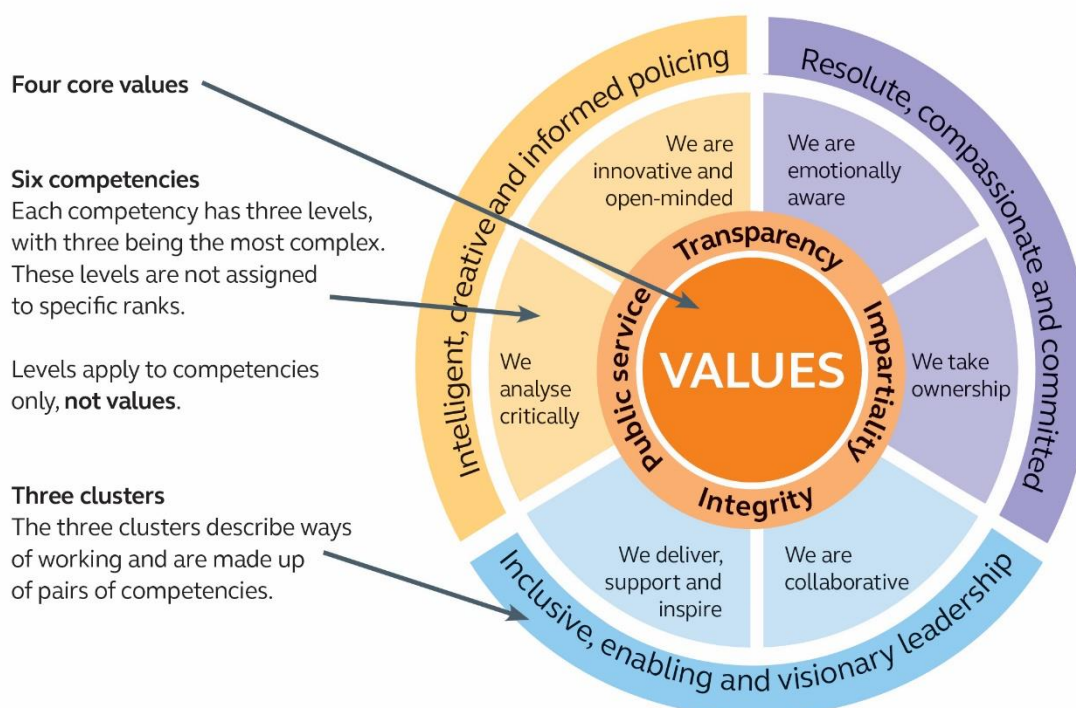 Four core values
Six competencies
Each competency has three levels,
with three being the most complex.
These levels are not assigned
to specific ranks.
Levels apply to competencies
only, not values.
Three clusters
The three clusters describe ways
of working and are made up
of pairs of competencies.
Intelligent, creative and informed policing
Resolute, compassionate and committed
Inclusive, enabling and visionary leadership
We are
innovative and
open-minded
We are
emotionally
aware
We
analyse
critically
We take
ownership
We deliver,
support and
inspire
We are
collaborative
Transparency
Impartiality
Integrity
Public service
VALUES